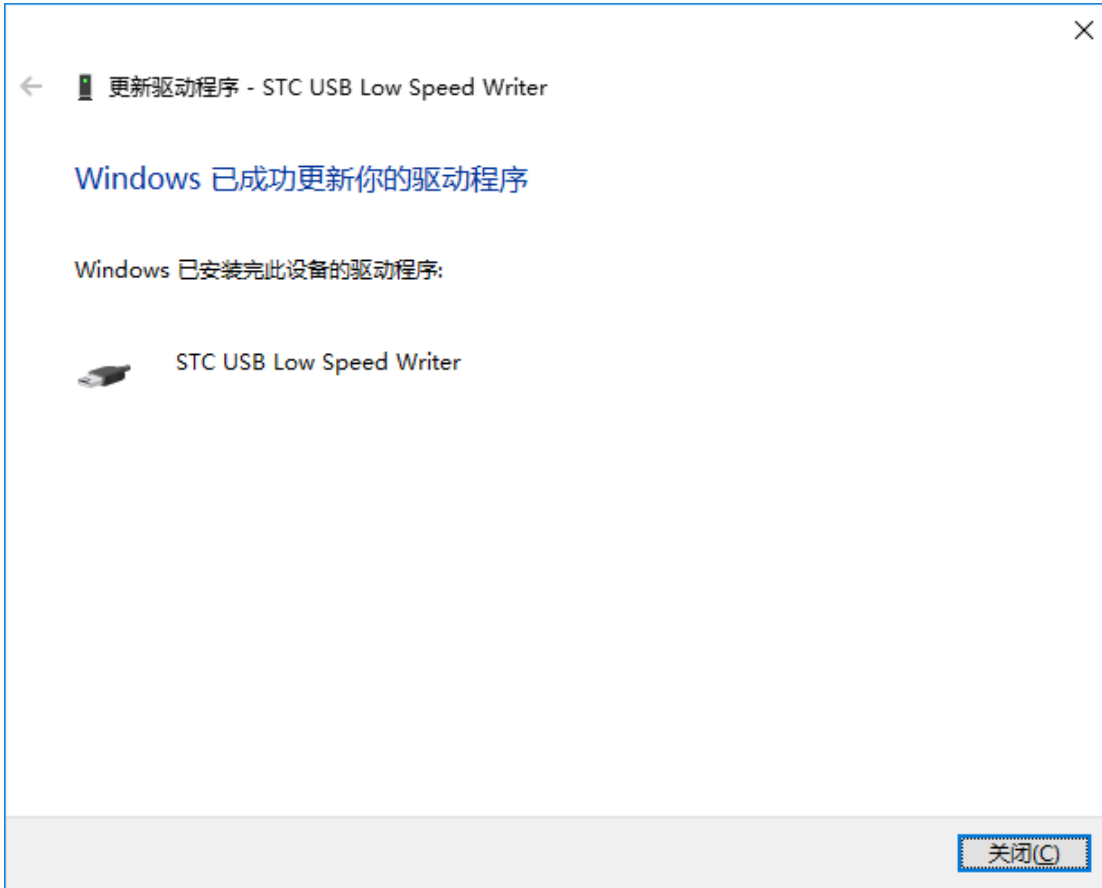 更新驱动程序 - STC USB Low Speed Writer
Windows 已成功更新你的驱动程序
Windows 已安装完此设备的驱动程序:
STC USB Low Speed Writer
关闭(C)